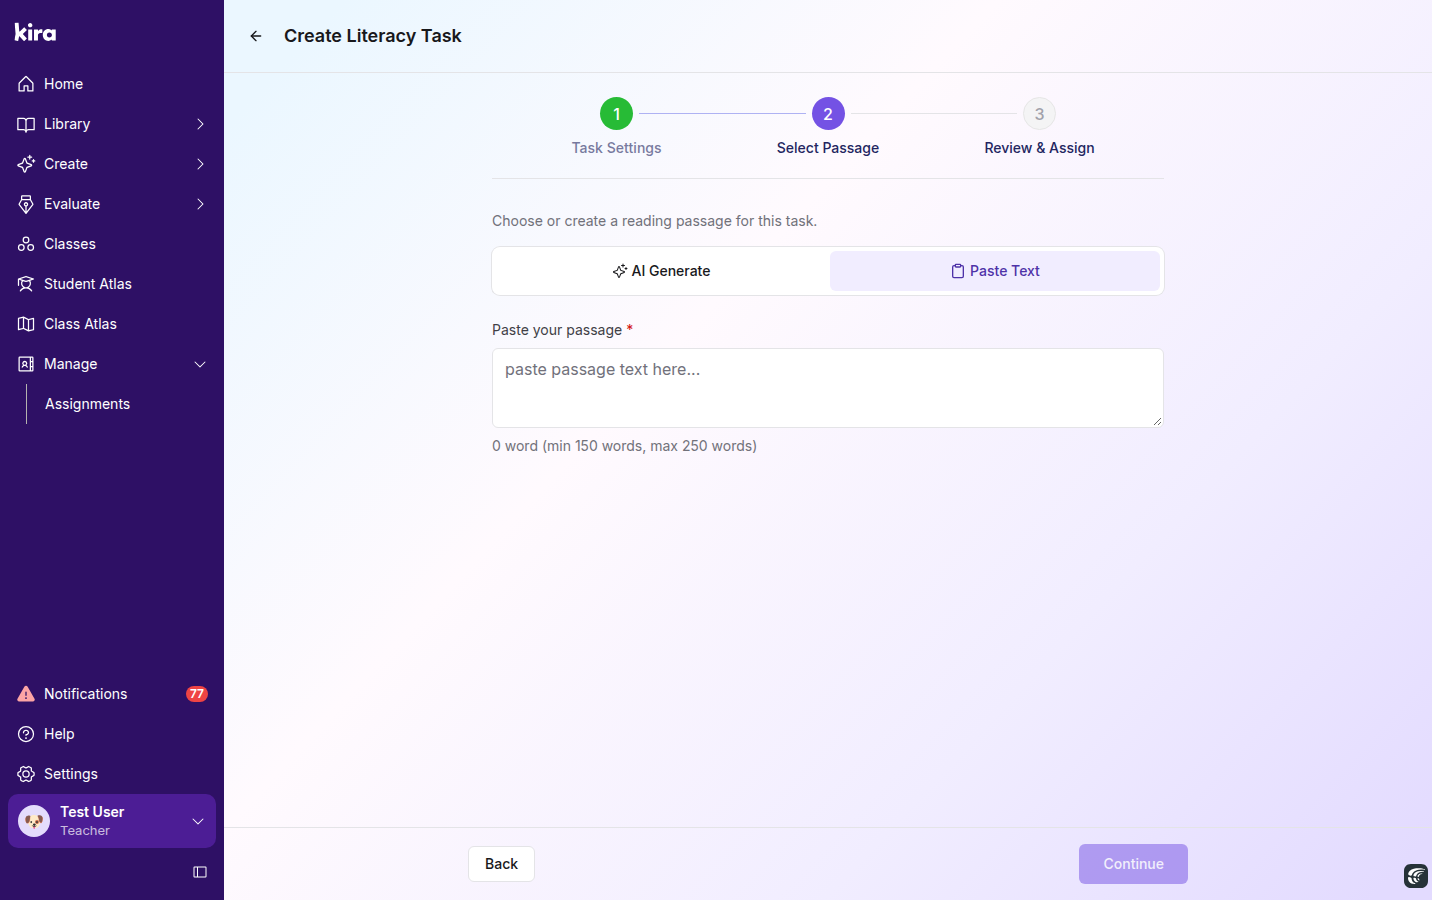 kira
Home
Library
Create
Evaluate
Classes
Student Atlas
Class Atlas
Manage
Assignments
Notifications 77
Help
Settings
Test User
Teacher
Create Literacy Task
1 2 3
Task Settings Select Passage Review & Assign
Choose or create a reading passage for this task.
AI Generate Paste Text
Paste your passage *
paste passage text here...
0 word (min 150 words, max 250 words)
Back Continue